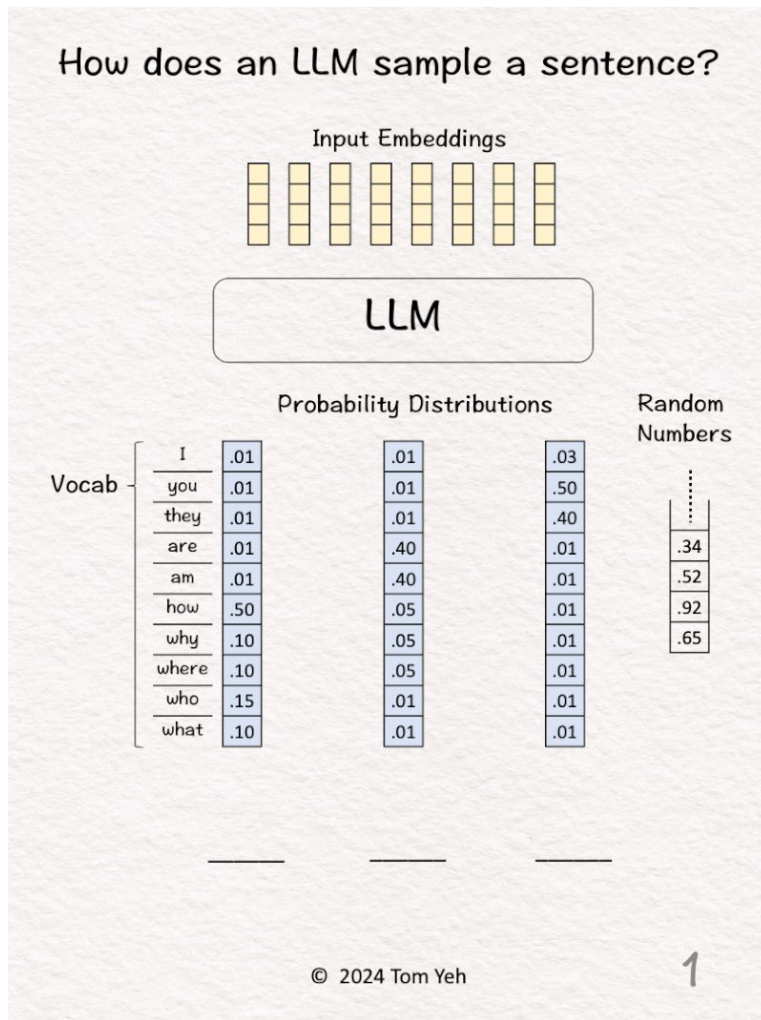 How does an LLM sample a sentence?
Input Embeddings
LLM
Probability Distributions
Random
Numbers
Vocab
I .01 .01 .03
you .01 .01 .50
they .01 .01 .40
are .01 .40 .01 .34
am .01 .40 .01 .52
how .50 .05 .01 .92
why .10 .05 .01 .65
where .10 .05 .01
who .15 .01 .01
what .10 .01 .01
© 2024 Tom Yeh
1